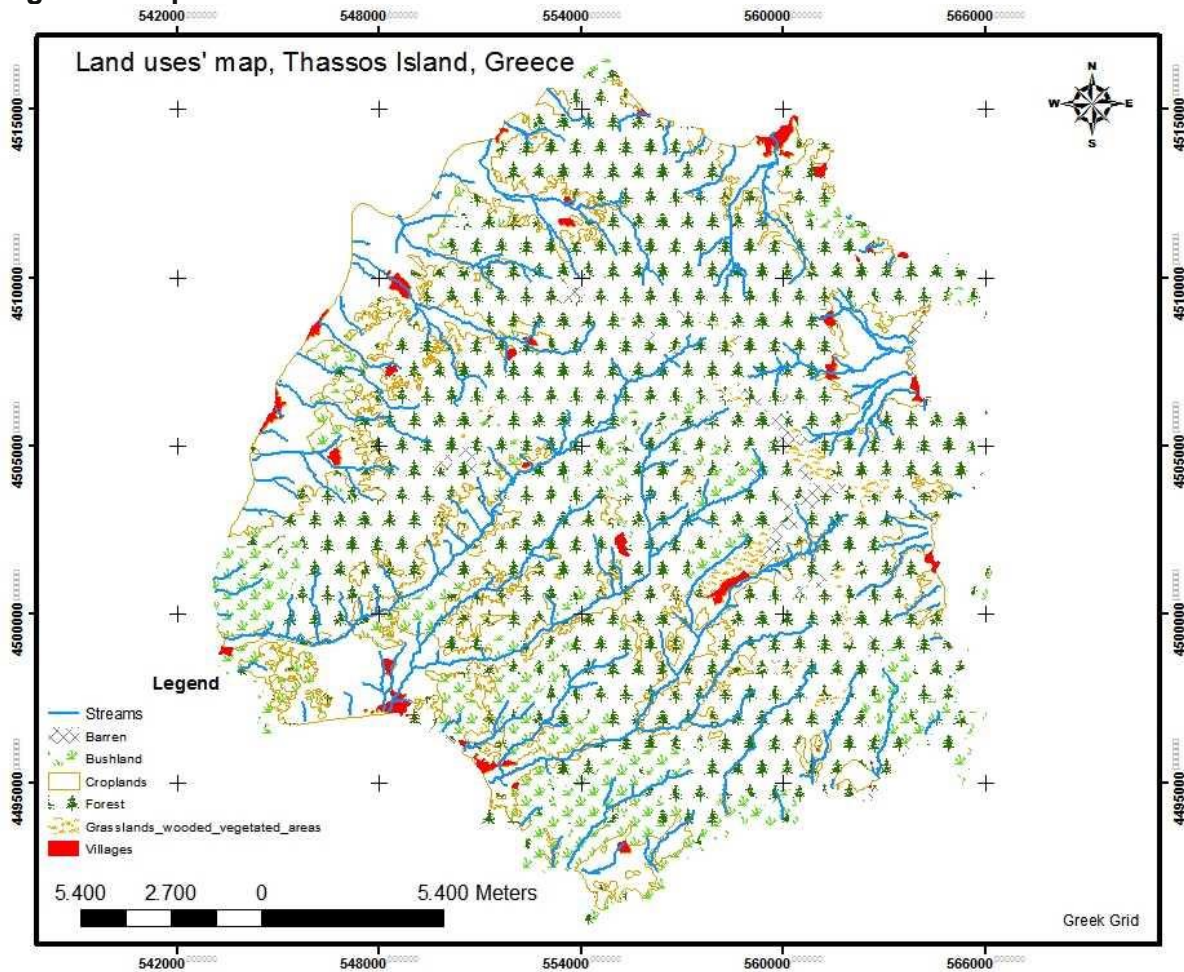 542000 548000 554000 560000 566000
Land uses' map, Thassos Island, Greece
N
W E
S
4515000 4515000
4510000 4510000
4505000 4505000
4500000 4500000
4495000 4495000
Legend
Streams
Barren
Bushland
Croplands
Forest
Grasslands_wooded_vegetated_areas
Villages
5.400 2.700 0 5.400 Meters
Greek Grid
542000 548000 554000 560000 566000